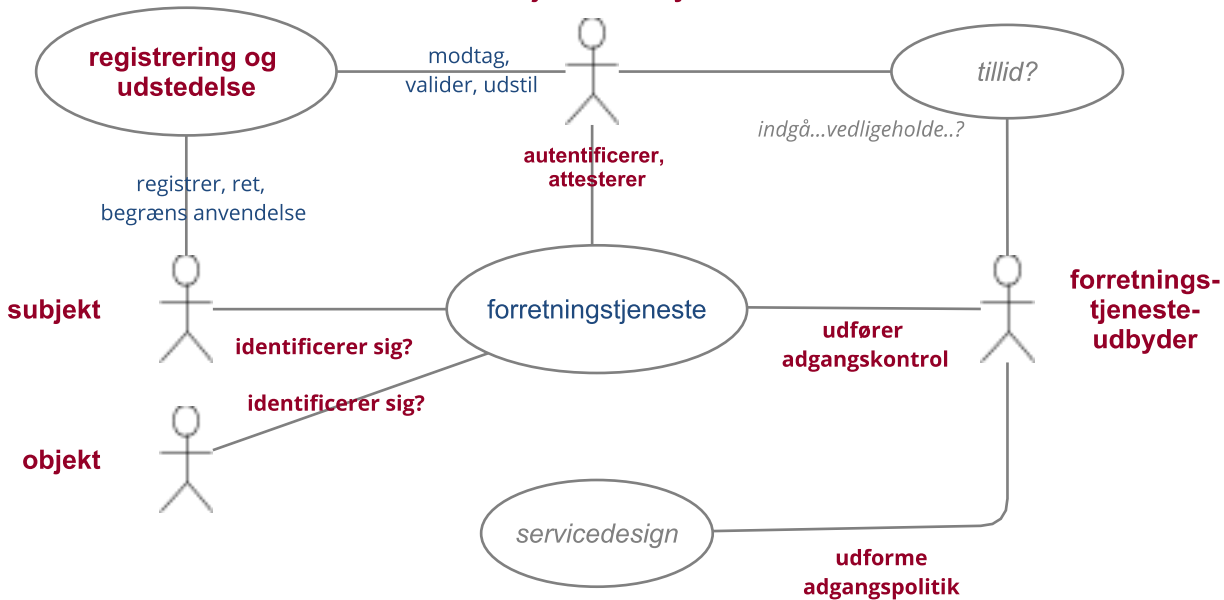 registrering og
udstedelse
modtag,
valider, udstil
tillid?
indgå...vedligeholde..?
autentificerer,
attesterer
registrer, ret,
begræns anvendelse
subjekt
forretningstjeneste
forretnings-
tjeneste-
udbyder
identificerer sig?
udfører
adgangskontrol
identificerer sig?
objekt
servicedesign
udforme
adgangspolitik